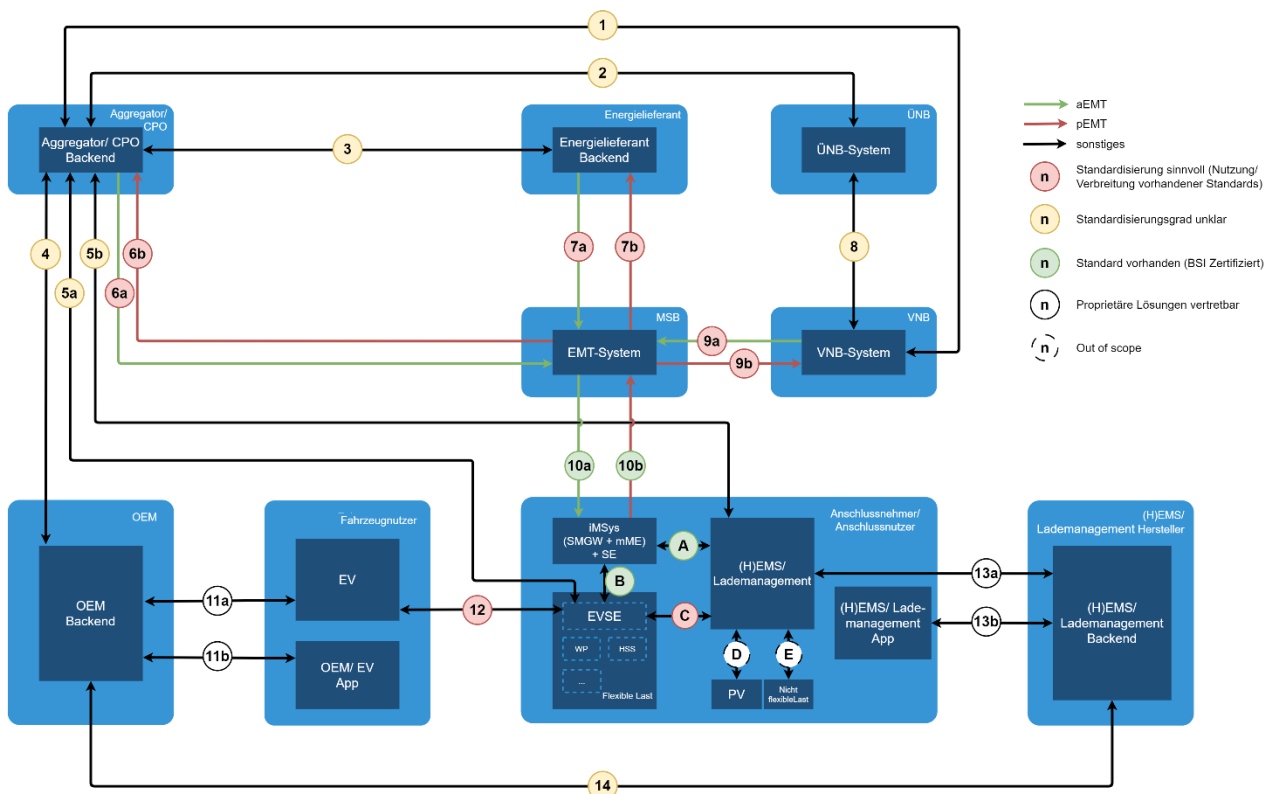 1
2
Aggregator/
CPO
Aggregator/ CPO
Backend
3
Energielieferant
Energielieferant
Backend
ÜNB
ÜNB-System
aEMT
pEMT
sonstiges
n
Standardisierung sinnvoll (Nutzung/
Verbreitung vorhandener Standards)
n
Standardisierungsgrad unklar
n
Standard vorhanden (BSI Zertifiziert)
n
Proprietäre Lösungen vertretbar
n
Out of scope
4
5a
5b
6b
6a
7a
7b
8
MSB
EMT-System
9a
9b
VNB
VNB-System
10a
10b
OEM
OEM
Backend
11a
11b
Fahrzeugnutzer
EV
OEM/ EV
App
12
Anschlussnehmer/
Anschlussnutzer
iMSys
(SMGW + mME)
+ SE
A
B
C
(H)EMS/
Lademanagement
EVSE
WP
HSS
...
Flexible Last
D
E
PV
Nicht
flexibleLast
(H)EMS/ Lade-
management
App
13a
13b
(H)EMS/
Lademanagement Hersteller
(H)EMS/
Lademanagement
Backend
14